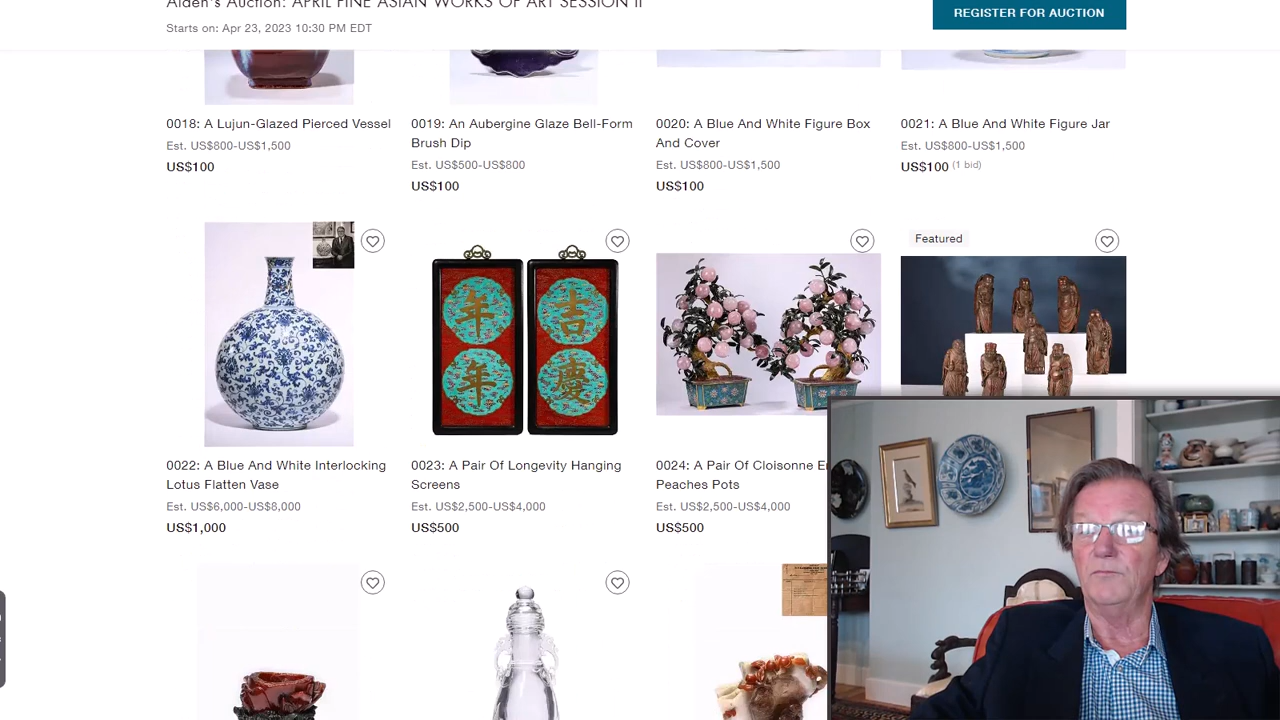 Alden's Auction: APRIL FINE ASIAN WORKS OF ART SESSION II
Starts on: Apr 23, 2023 10:30 PM EDT
REGISTER FOR AUCTION
0018: A Lujun-Glazed Pierced Vessel
Est. US$800-US$1,500
US$100
0019: An Aubergine Glaze Bell-Form
Brush Dip
Est. US$500-US$800
US$100
0020: A Blue And White Figure Box
And Cover
Est. US$800-US$1,500
US$100
0021: A Blue And White Figure Jar
Est. US$800-US$1,500
US$100 (1 bid)
Featured
年
年
吉
慶
0022: A Blue And White Interlocking
Lotus Flatten Vase
Est. US$6,000-US$8,000
US$1,000
0023: A Pair Of Longevity Hanging
Screens
Est. US$2,500-US$4,000
US$500
0024: A Pair Of Cloisonne
Peaches Pots
Est. US$2,500-US$4,000
US$500